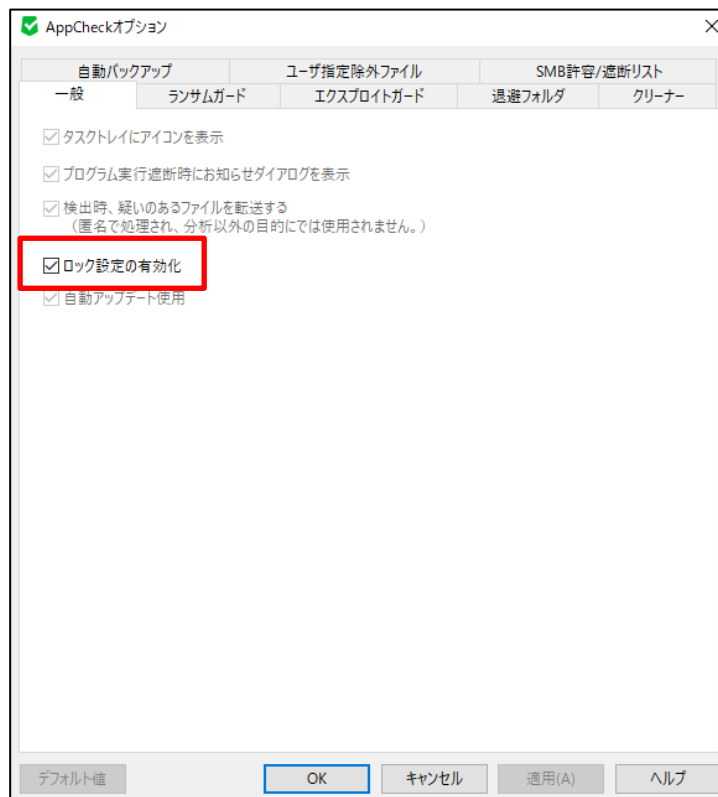 AppCheckオプション
自動バックアップ
ユーザ指定除外ファイル
SMB許容/遮断リスト
一般
ランサムガード
エクスプロイトガード
退避フォルダ
クリーナー
タスクトレイにアイコンを表示
プログラム実行遮断時にお知らせダイアログを表示
検出時、疑いのあるファイルを転送する
(匿名で処理され、分析以外の目的にでは使用されません。)
ロック設定の有効化
自動アップデート使用
デフォルト値
OK
キャンセル
適用(A)
ヘルプ